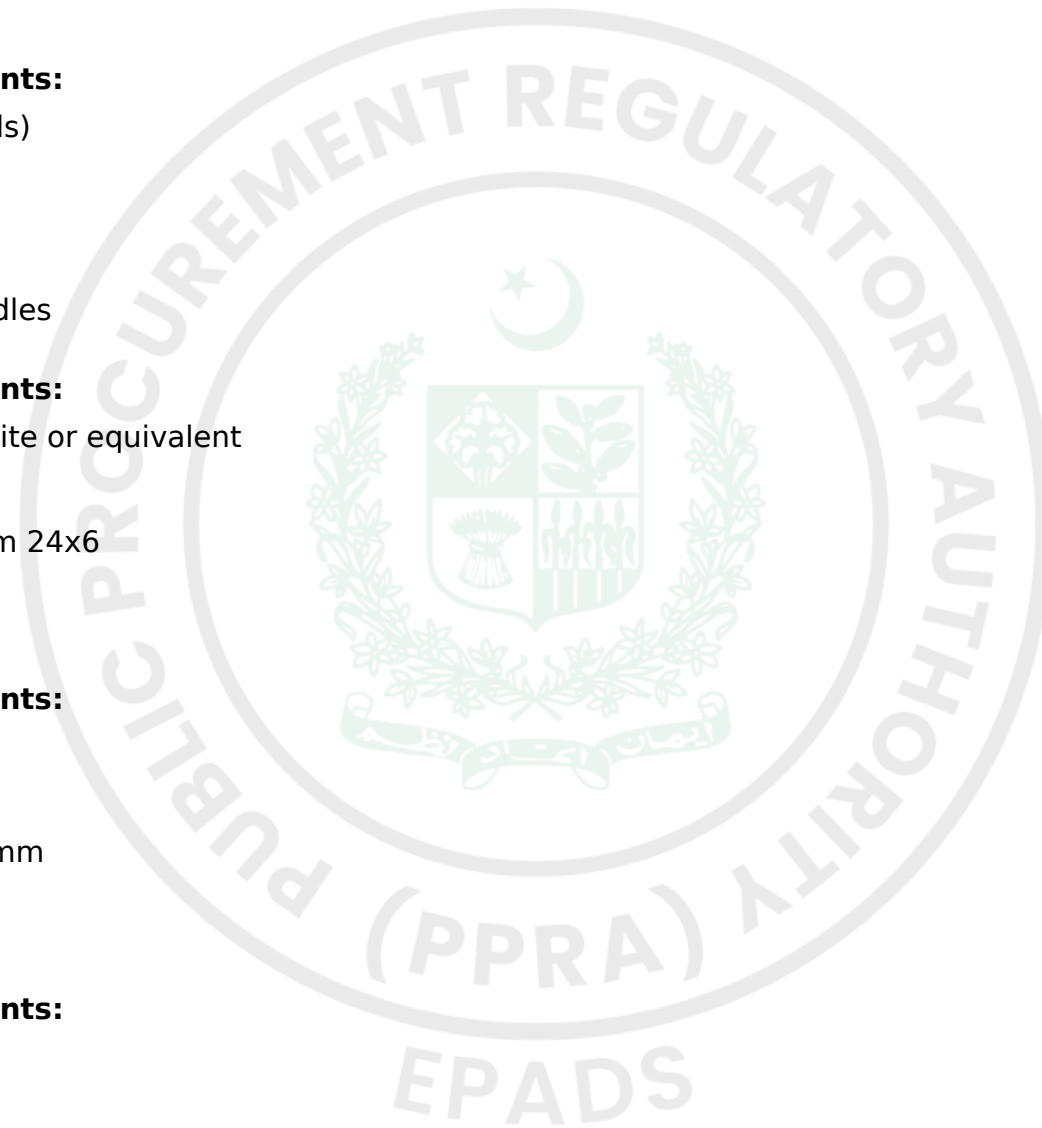 nts:
ls)
dles
nts:
ite or equivalent
m 24x6
nts:
mm
nts:
PUBLIC PROCUREMENT REGULATORY AUTHORITY
(PPRA)
EPADS